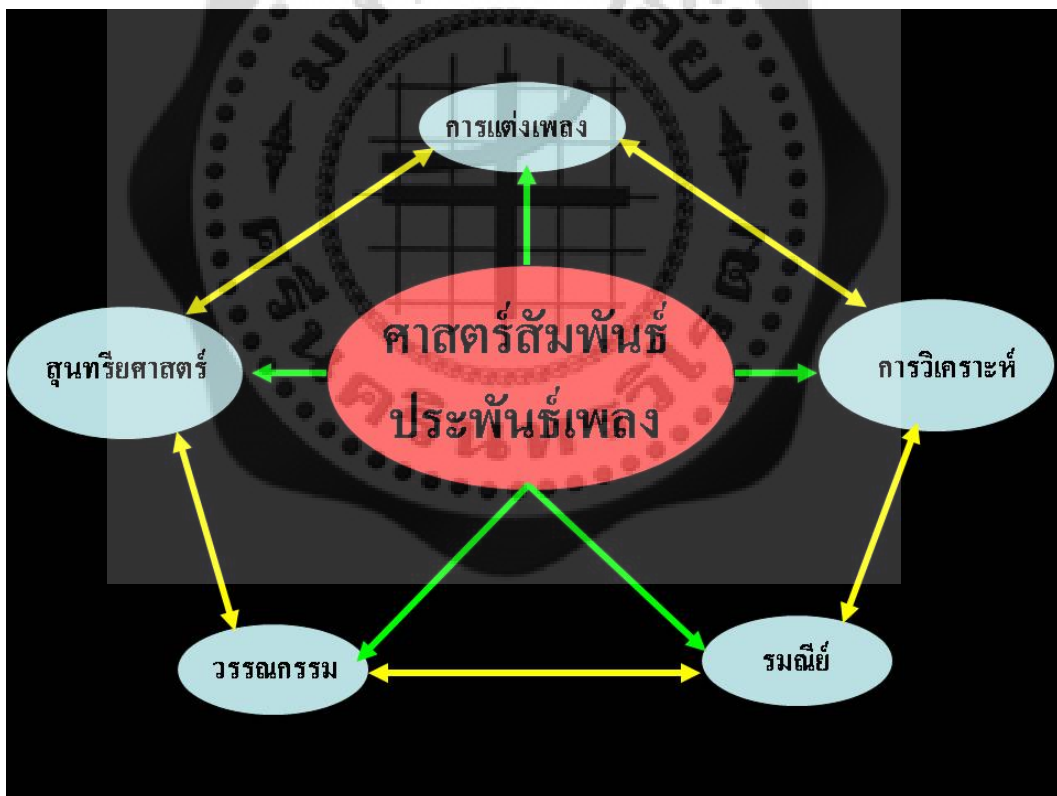 การแต่งเพลง
ศาสตร์สัมพันธ์
ประพันธ์เพลง
สุนทรียศาสตร์
การวิเคราะห์
วรรณกรรม
รมณีย์